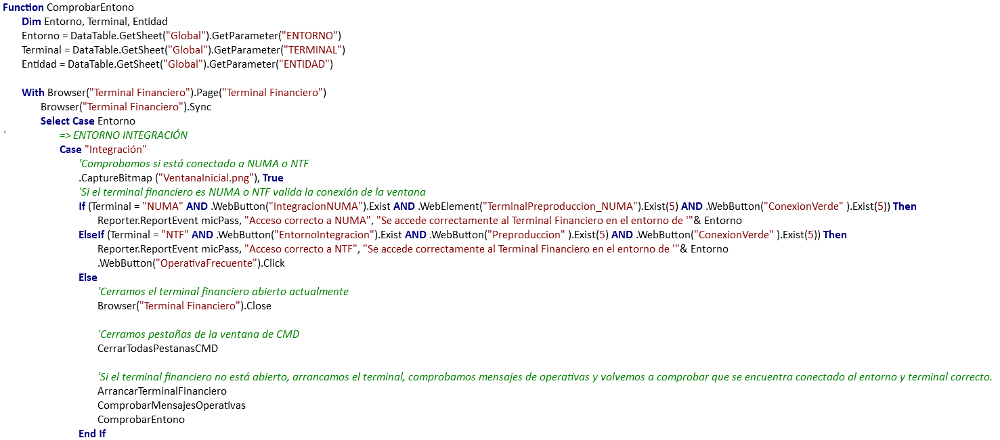 Function ComprobarEntono
Dim Entorno, Terminal, Entidad
Entorno = DataTable.GetSheet("Global").GetParameter("ENTORNO")
Terminal = DataTable.GetSheet("Global").GetParameter("TERMINAL")
Entidad = DataTable.GetSheet("Global").GetParameter("ENTIDAD")
With Browser("Terminal Financiero").Page("Terminal Financiero")
Browser("Terminal Financiero").Sync
Select Case Entorno
' => ENTORNO INTEGRACIÓN
Case "Integración"
'Comprobamos si está conectado a NUMA o NTF
.CaptureBitmap ("VentanaInicial.png"), True
'Si el terminal financiero es NUMA o NTF valida la conexión de la ventana
If (Terminal = "NUMA" AND .WebButton("IntegracionNUMA").Exist AND .WebElement("TerminalPreproduccion_NUMA").Exist(5) AND .WebButton("ConexionVerde" ).Exist(5)) Then
Reporter.ReportEvent micPass, "Acceso correcto a NUMA", "Se accede correctamente al Terminal Financiero en el entorno de '"& Entorno
ElseIf (Terminal = "NTF" AND .WebButton("EntornoIntegracion").Exist AND .WebButton("Preproduccion" ).Exist(5) AND .WebButton("ConexionVerde" ).Exist(5)) Then
Reporter.ReportEvent micPass, "Acceso correcto a NTF", "Se accede correctamente al Terminal Financiero en el entorno de '"& Entorno
.WebButton("OperativaFrecuente").Click
Else
'Cerramos el terminal financiero abierto actualmente
Browser("Terminal Financiero").Close
'Cerramos pestañas de la ventana de CMD
CerrarTodasPestanasCMD
'Si el terminal financiero no está abierto, arrancamos el terminal, comprobamos mensajes de operativas y volvemos a comprobar que se encuentra conectado al entorno y terminal correcto.
ArrancarTerminalFinanciero
ComprobarMensajesOperativas
ComprobarEntono
End If